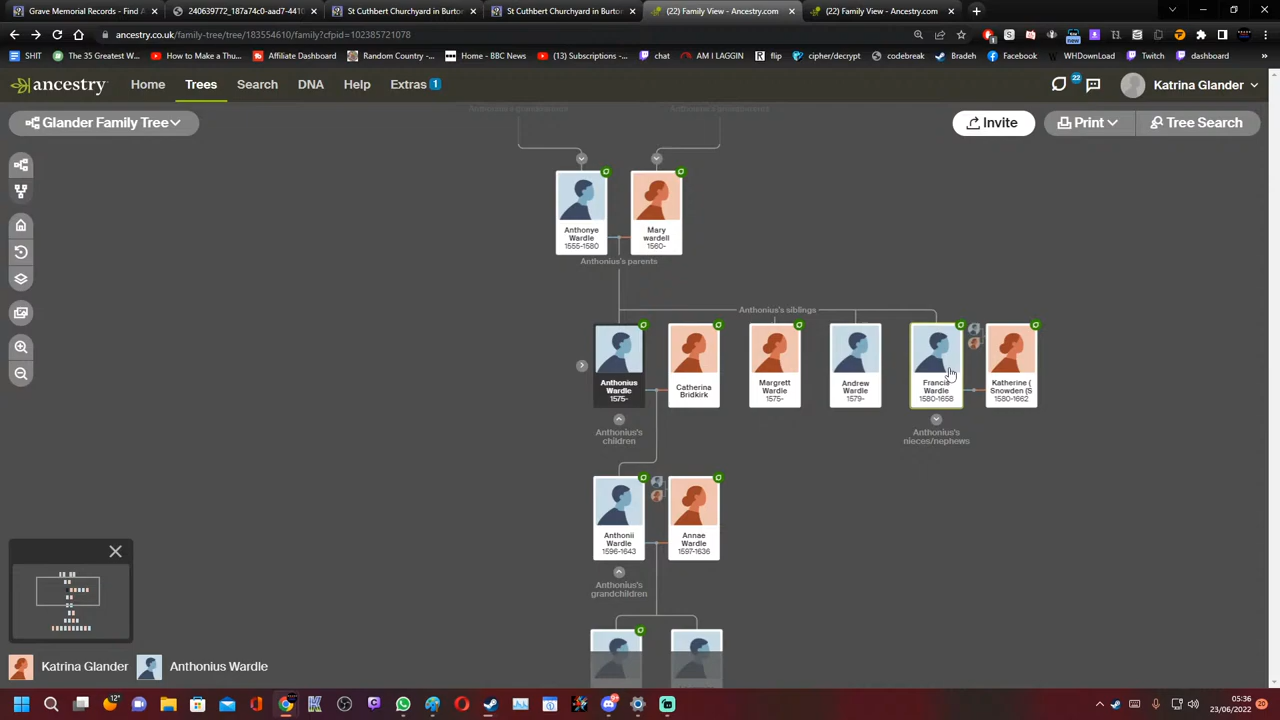 Grave Memorial Records - Find A
240639772_187a74c0-aad7-4410
St Cuthbert Churchyard in Burton
St Cuthbert Churchyard in Burto
(2) (Family View - Ancestry.com
(2) (Family View - Ancestry.com
ancestry.co.uk/family-tree/tree/183554610/family?cfpid=102385721078
SHIT
The 35 Greatest W...
How to Make a Thu...
Affiliate Dashboard
Simpson Country -...
Home - BBC News
(13) Subscriptions -...
chat
AM I LAGGIN
flip
cipher/decrypt
codebreak
Bradeh
Facebook
WHDownLoad
Twitch
dashboard
ancestry
Home
Trees
Search
DNA
Help
Extras 1
22
Katrina Glander
Glander Family Tree
Invite
Print
Tree Search
Anthonye
Wardle
1555-1580
Mary
wardell
1560-
Anthonius's parents
Anthonius's siblings
Anthonius
Wardle
1575-
Catherina
Bridkirk
Margrett
Wardle
1575-
Andrew
Wardle
1579-
Francis
Wardle
1580-1658
Katherine (
Snowden (S
1580-1662
Anthonius's
children
Anthonius's
nieces/nephews
Anthonii
Wardle
1596-1643
Annae
Wardle
1597-1636
Anthonius's
grandchildren
Katrina Glander
Anthonius Wardle
12°
05:36
23/06/2022